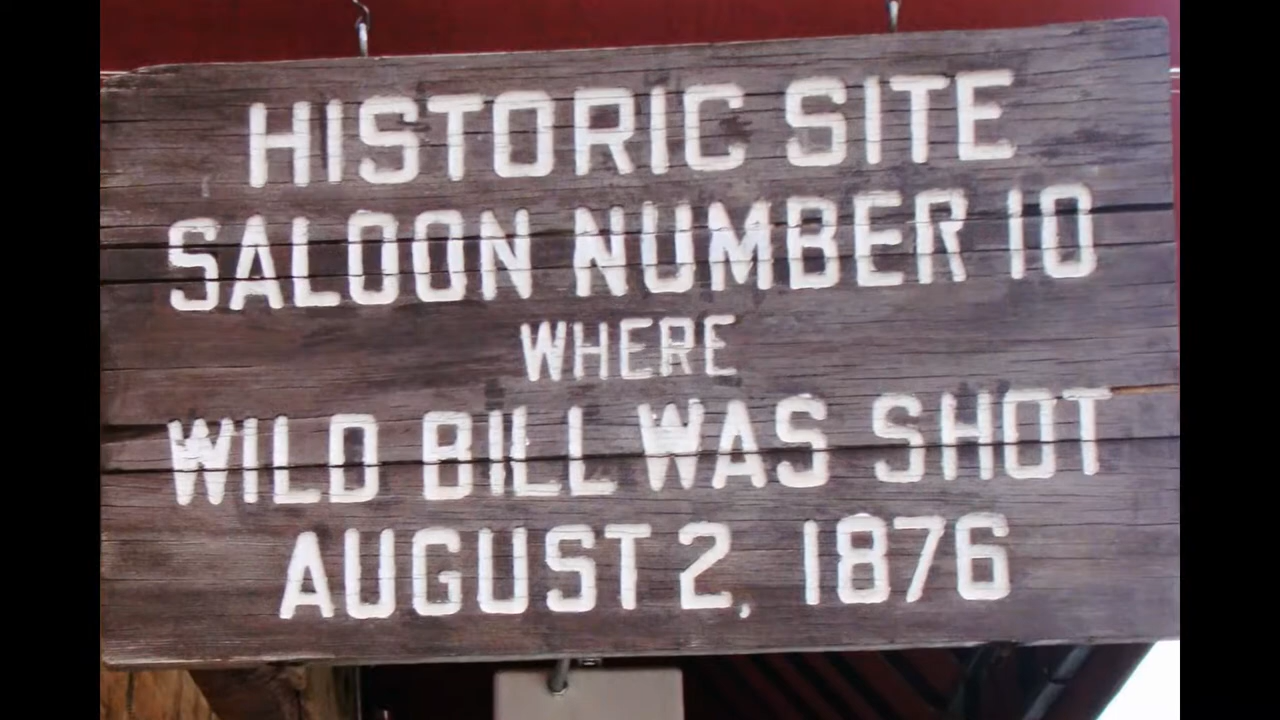 HISTORIC SITE
SALOON NUMBER 10
WHERE
WILD BILL WAS SHOT
AUGUST 2, 1876